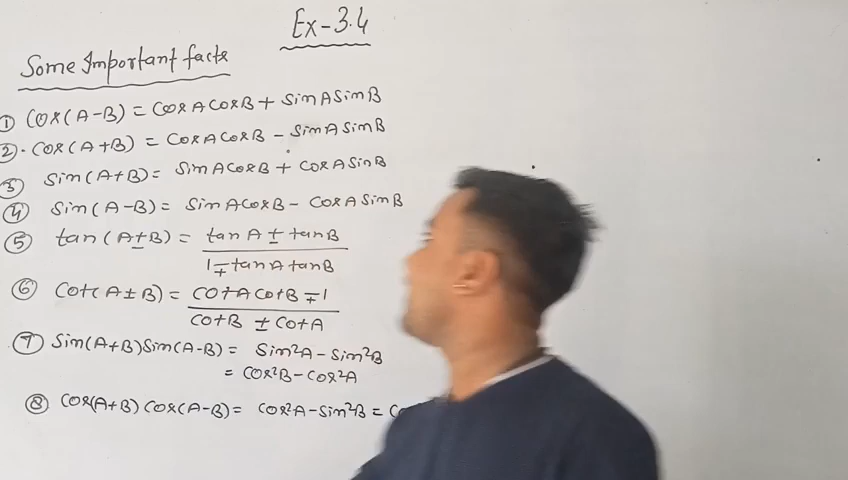 Ex-3.4
Some Important facts
① cos(A-B) = cosA cosB + sinA sinB
②. cos(A+B) = cosA cosB - sinA sinB
③ sin(A+B) = sinA cosB + cosA sinB
④ sin(A-B) = sinA cosB - cosA sinB
⑤ tan(A±B) = tanA ± tanB
1∓tanA tanB
⑥ cot(A±B) = cotA cotB ∓1
cotB ± cotA
⑦ sin(A+B) sin(A-B) = sin²A - sin²B
= cos²B - cos²A
⑧ cos(A+B) cos(A-B) = cos²A - sin²B =